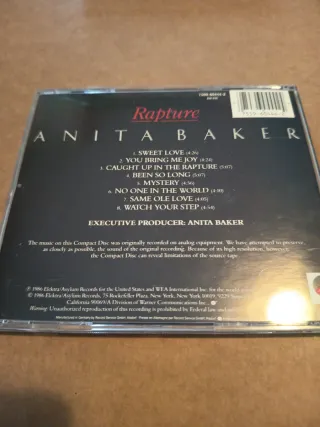 Rapture
ANITA BAKER
1. SWEET LOVE (4:26)
2. YOU BRING ME JOY (4:24)
3. CAUGHT UP IN THE RAPTURE (5:07)
4. BEEN SO LONG (5:07)
5. MYSTERY (4:56)
6. NO ONE IN THE WORLD (4:10)
7. SAME OLE LOVE (4:05)
8. WATCH YOUR STEP (4:54)
EXECUTIVE PRODUCER: ANITA BAKER
The music on this Compact Disc was originally recorded on analog equipment. We have attempted to preserve,
as closely as possible, the sound of the original recording. Because of its high resolution, however,
the Compact Disc can reveal limitations of the source tape.
℗ 1986 Elektra/Asylum Records for the United States and WEA International Inc. for the world
© 1986 Elektra/Asylum Records, 75 Rockefeller Plaza, New York, New York 10019,
California 90069/A Division of Warner Communications Inc.
Warning: Unauthorized reproduction of this recording is prohibited by Federal law and